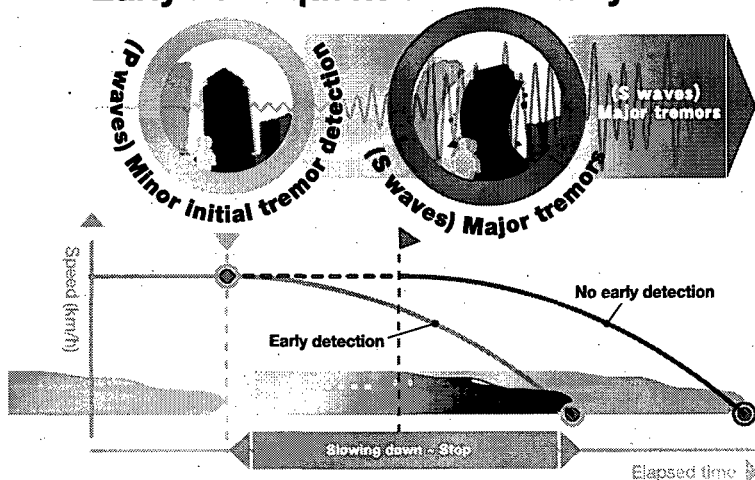 (P waves) Minor initial tremor detection
(S waves) Major tremors
(S waves)
Major tremors
Speed (km/h)
No early detection
Early detection
Slowing down ~ Stop
Elapsed time